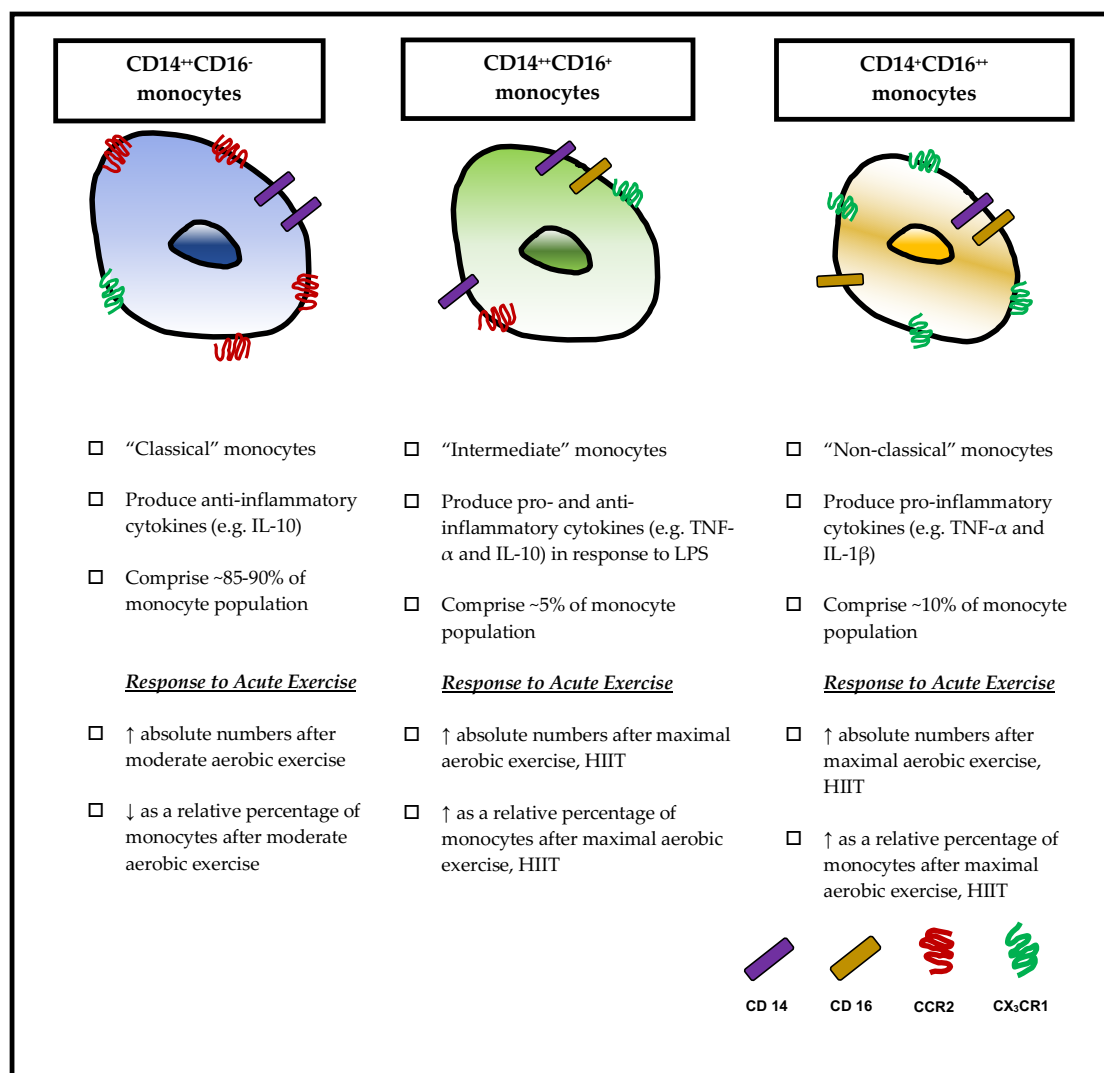 CD14⁺⁺CD16⁻
monocytes
CD14⁺⁺CD16⁺
monocytes
CD14⁺CD16⁺⁺
monocytes
☐ “Classical” monocytes
☐ Produce anti-inflammatory
cytokines (e.g. IL-10)
☐ Comprise ~85-90% of
monocyte population
Response to Acute Exercise
☐ ↑ absolute numbers after
moderate aerobic exercise
☐ ↓ as a relative percentage of
monocytes after moderate
aerobic exercise
☐ “Intermediate” monocytes
☐ Produce pro- and anti-
inflammatory cytokines (e.g. TNF-
α and IL-10) in response to LPS
☐ Comprise ~5% of monocyte
population
Response to Acute Exercise
☐ ↑ absolute numbers after maximal
aerobic exercise, HIIT
☐ ↑ as a relative percentage of
monocytes after maximal aerobic
exercise, HIIT
☐ “Non-classical” monocytes
☐ Produce pro-inflammatory
cytokines (e.g. TNF-α and
IL-1β)
☐ Comprise ~10% of monocyte
population
Response to Acute Exercise
☐ ↑ absolute numbers after
maximal aerobic exercise,
HIIT
☐ ↑ as a relative percentage of
monocytes after maximal
aerobic exercise, HIIT
CD 14
CD 16
CCR2
CX₃CR1